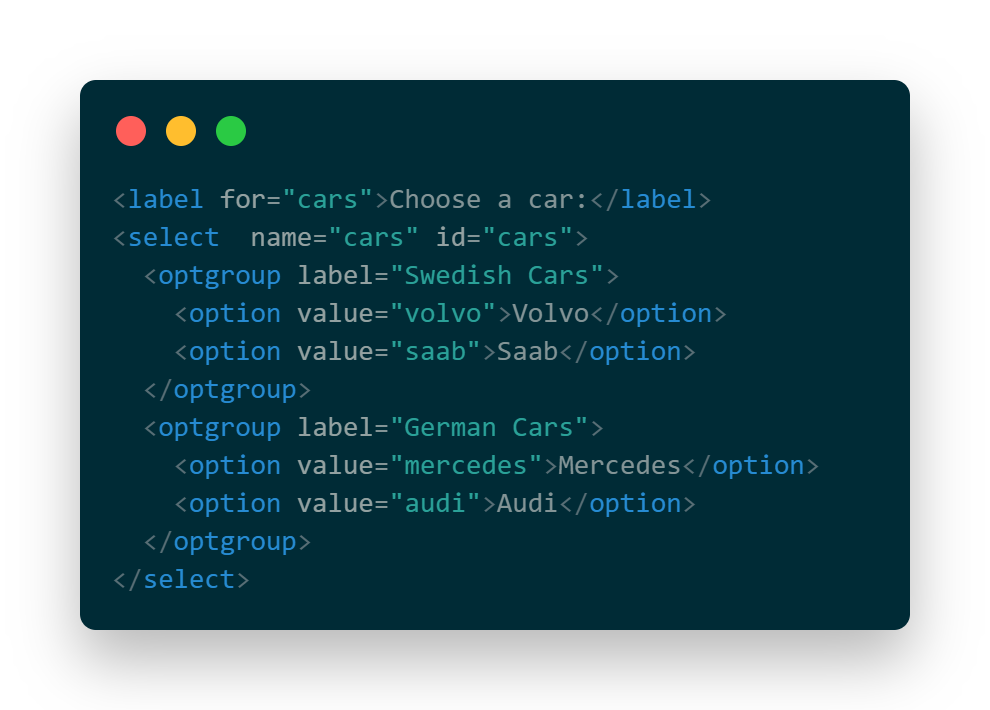 <label for="cars">Choose a car:</label>
<select  name="cars" id="cars">
  <optgroup label="Swedish Cars">
    <option value="volvo">Volvo</option>
    <option value="saab">Saab</option>
  </optgroup>
  <optgroup label="German Cars">
    <option value="mercedes">Mercedes</option>
    <option value="audi">Audi</option>
  </optgroup>
</select>